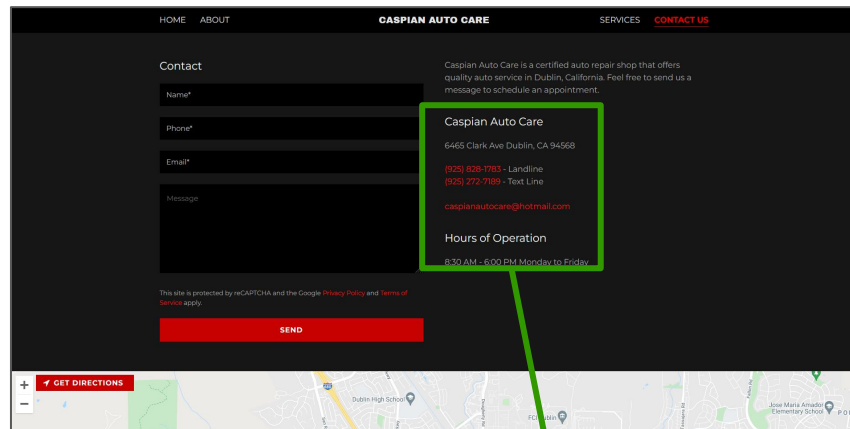 HOME ABOUT CASPIAN AUTO CARE SERVICES CONTACT US
Contact
Name*
Phone*
Email*
Message
This site is protected by reCAPTCHA and the Google Privacy Policy and Terms of
Service apply.
SEND
Caspian Auto Care is a certified auto repair shop that offers
quality auto service in Dublin, California. Feel free to send us a
message to schedule an appointment.
Caspian Auto Care
6465 Clark Ave Dublin, CA 94568
(925) 828-1783 - Landline
(925) 272-7189 - Text Line
caspianautocare@hotmail.com
Hours of Operation
8:30 AM - 6:00 PM Monday to Friday
+
GET DIRECTIONS
−
Dublin High School
Dougherty Rd
FCI Dublin
Jose Maria Amador
Elementary School